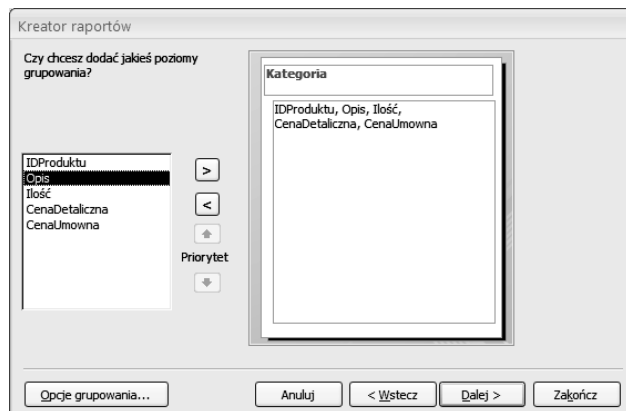 Kreator raportów
Czy chcesz dodać jakieś poziomy
grupowania?
IDProduktu
Opis
Ilość
CenaDetaliczna
CenaUmowna
>
<
Priorytet
Kategoria
IDProduktu, Opis, Ilość,
CenaDetaliczna, CenaUmowna
Opcje grupowania...
Anuluj
< Wstecz
Dalej >
Zakończ